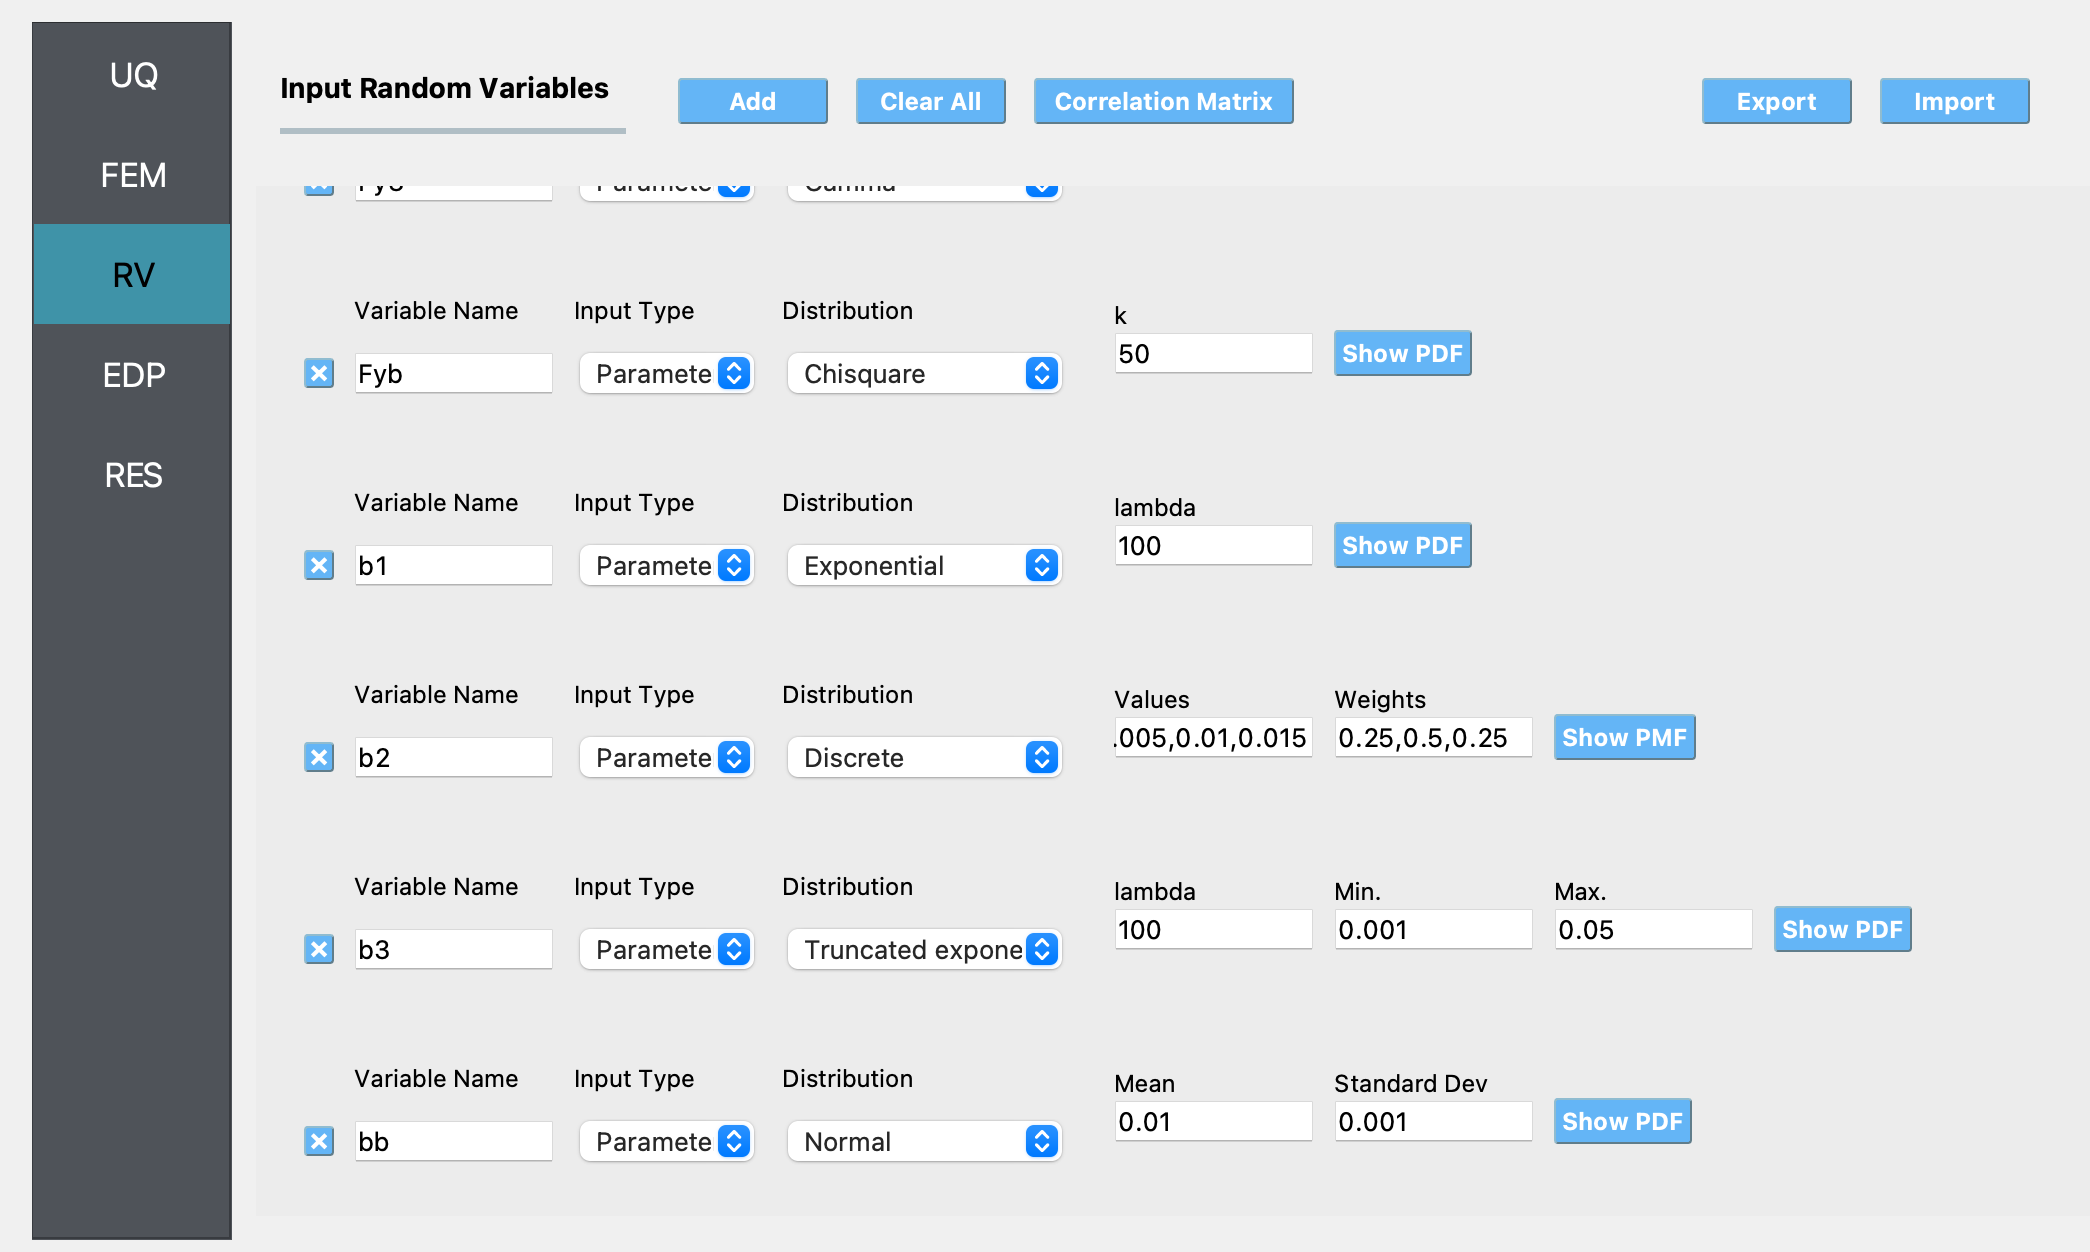 UQ
FEM
RV
EDP
RES
Input Random Variables
Add
Clear All
Correlation Matrix
Export
Import
Variable Name Input Type Distribution k
Fyb Paramete Chisquare 50 Show PDF
Variable Name Input Type Distribution lambda
b1 Paramete Exponential 100 Show PDF
Variable Name Input Type Distribution Values Weights
b2 Paramete Discrete .005,0.01,0.015 0.25,0.5,0.25 Show PMF
Variable Name Input Type Distribution lambda Min. Max.
b3 Paramete Truncated expone 100 0.001 0.05 Show PDF
Variable Name Input Type Distribution Mean Standard Dev
bb Paramete Normal 0.01 0.001 Show PDF